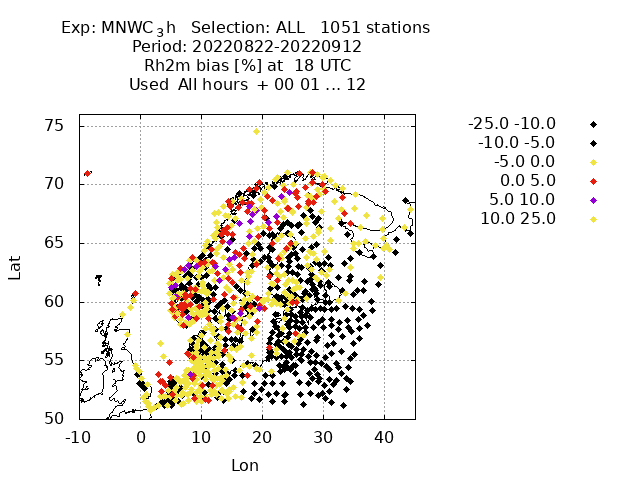 Exp: MNWC_3h Selection: ALL 1051 stations
Period: 20220822-20220912
Rh2m bias [%] at 18 UTC
Used All hours + 00 01 ... 12
-25.0 -10.0
-10.0 -5.0
-5.0 0.0
0.0 5.0
5.0 10.0
10.0 25.0
75
70
65
60
55
50
-10 0 10 20 30 40
Lat
Lon